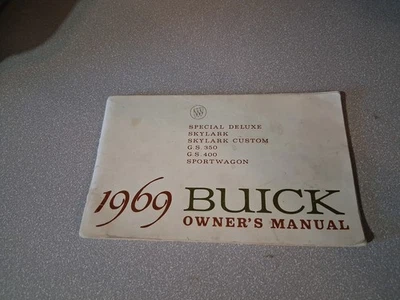 SPECIAL DELUXE
SKYLARK
SKYLARK CUSTOM
G.S. 350
G.S. 400
SPORTWAGON
1969 BUICK
OWNER'S MANUAL